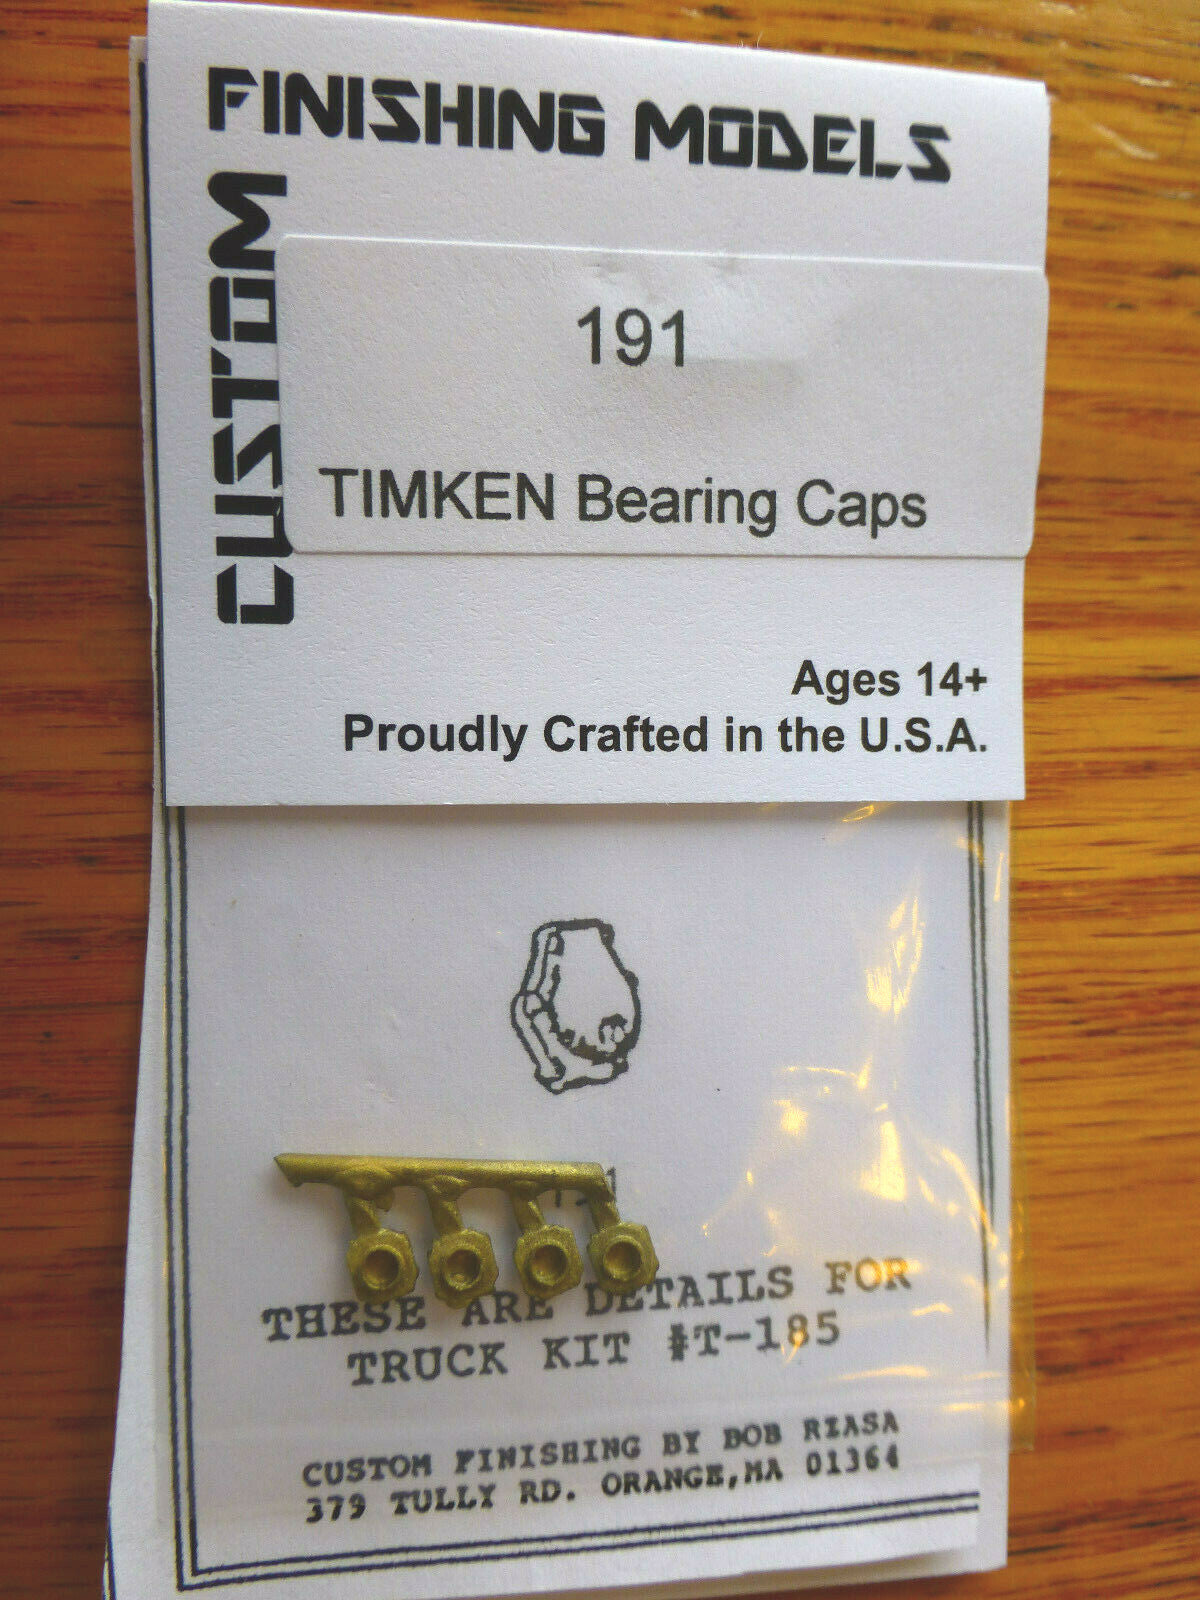 FINISHING MODELS
CUSTOM
191
TIMKEN Bearing Caps
Ages 14+
Proudly Crafted in the U.S.A.
THESE ARE DETAILS FOR
TRUCK KIT #T-185
CUSTOM FINISHING BY BOB RZASA
379 TULLY RD. ORANGE, MA 01364